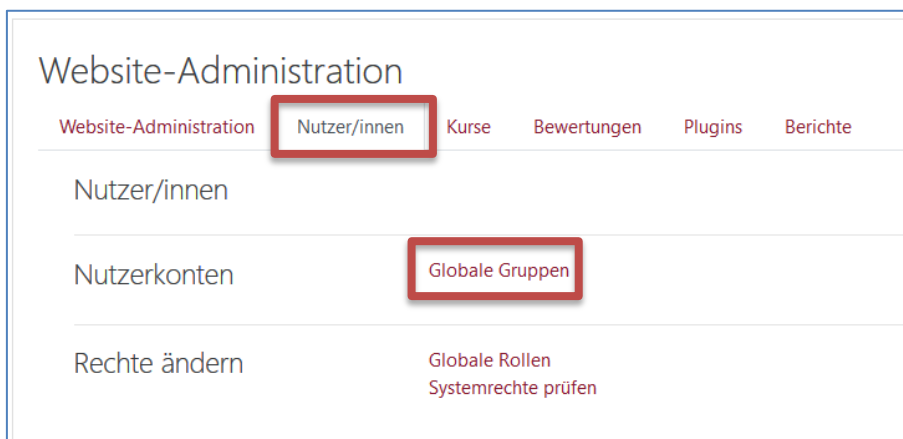 Website-Administration
Website-Administration Nutzer/innen Kurse Bewertungen Plugins Berichte
Nutzer/innen
Nutzerkonten Globale Gruppen
Rechte ändern Globale Rollen
Systemrechte prüfen